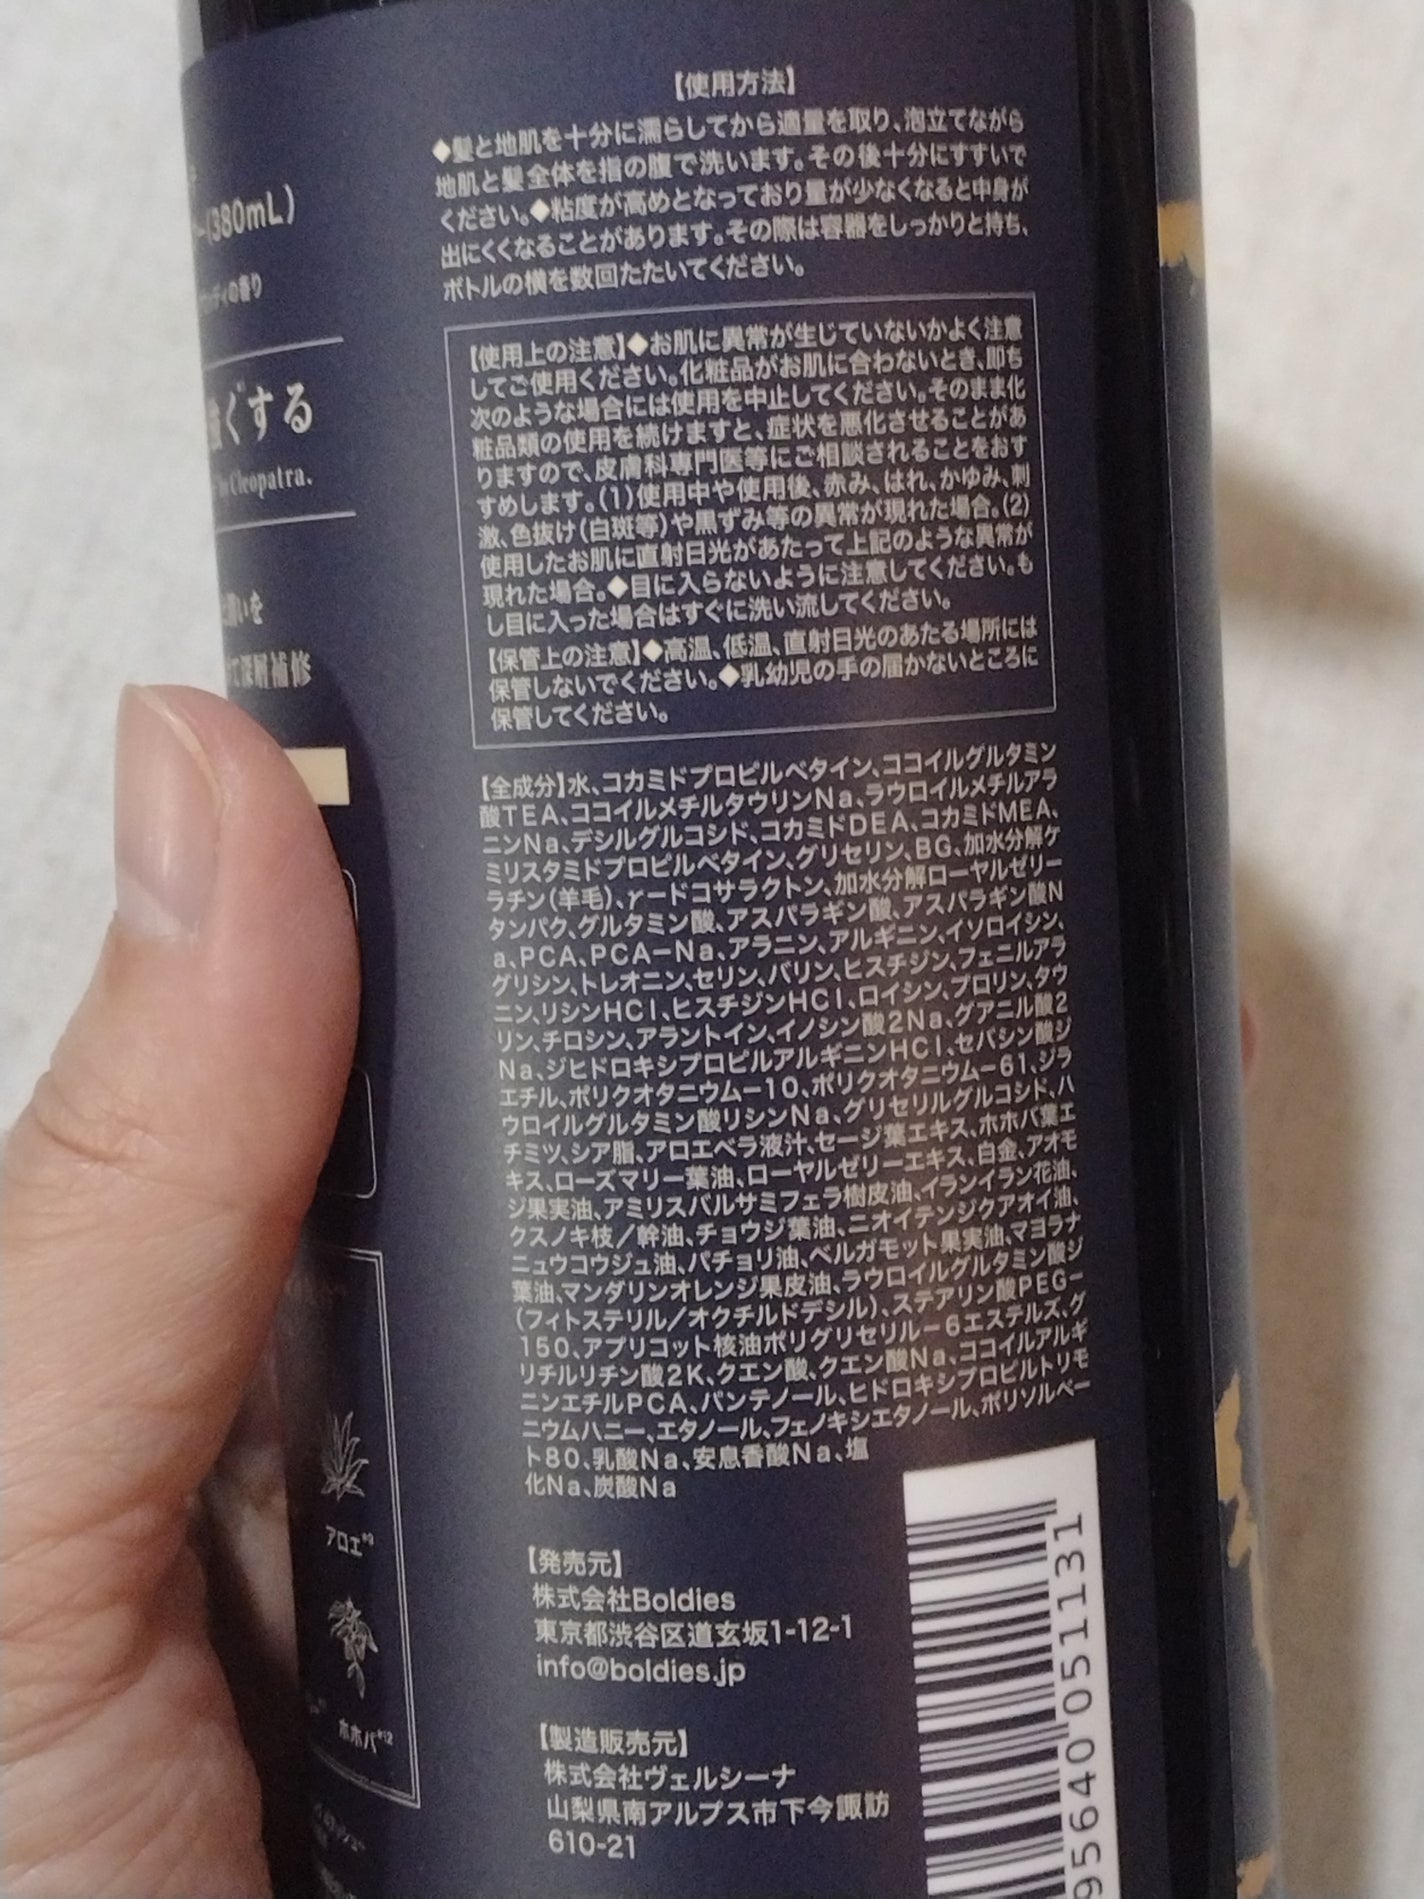 (380mL)
の香り
ぐする
Cleopatra.
いを
て深層補修
アロエ※9
ホホバ※12
【使用方法】
◆髪と地肌を十分に濡らしてから適量を取り、泡立てながら
地肌と髪全体を指の腹で洗います。その後十分にすすいで
ください。◆粘度が高めとなっており量が少なくなると中身が
出にくくなることがあります。その際は容器をしっかりと持ち、
ボトルの横を数回たたいてください。
【使用上の注意】◆お肌に異常が生じていないかよく注意
してご使用ください。化粧品がお肌に合わないとき、即ち
次のような場合には使用を中止してください。そのまま化
粧品類の使用を続けますと、症状を悪化させることがあ
りますので、皮膚科専門医等にご相談されることをおす
すめします。(1)使用中や使用後、赤み、はれ、かゆみ、刺
激、色抜け(白斑等)や黒ずみ等の異常が現れた場合。(2)
使用したお肌に直射日光があたって上記のような異常が
現れた場合。◆目に入らないように注意してください。も
し目に入った場合はすぐに洗い流してください。
【保管上の注意】◆高温、低温、直射日光のあたる場所には
保管しないでください。◆乳幼児の手の届かないところに
保管してください。
【全成分】水、コカミドプロピルベタイン、ココイルグルタミン
酸TEA、ココイルメチルタウリンNa、ラウロイルメチルアラ
ニンNa、デシルグルコシド、コカミドDEA、コカミドMEA、
ミリスタミドプロピルベタイン、グリセリン、BG、加水分解ケ
ラチン(羊毛)、γードコサラクトン、加水分解ローヤルゼリー
タンパク、グルタミン酸、アスパラギン酸、アスパラギン酸N
a、PCA、PCA-Na、アラニン、アルギニン、イソロイシン、
グリシン、トレオニン、セリン、バリン、ヒスチジン、フェニルアラ
ニン、リシンHCl、ヒスチジンHCl、ロイシン、プロリン、タウ
リン、チロシン、アラントイン、イノシン酸2Na、グアニル酸2
Na、ジヒドロキシプロピルアルギニンHCl、セバシン酸ジ
エチル、ポリクオタニウム-10、ポリクオタニウム-61、ジラ
ウロイルグルタミン酸リシンNa、グリセリルグルコシド、ハ
チミツ、シア脂、アロエベラ液汁、セージ葉エキス、ホホバ葉エ
キス、ローズマリー葉油、ローヤルゼリーエキス、白金、アオモ
ジ果実油、アミリスバルサミフェラ樹皮油、イランイラン花油、
クスノキ枝／幹油、チョウジ葉油、ニオイテンジクアオイ油、
ニュウコウジュ油、パチョリ油、ベルガモット果実油、マヨラナ
葉油、マンダリンオレンジ果皮油、ラウロイルグルタミン酸ジ
(フィトステリル／オクチルドデシル)、ステアリン酸PEG-
150、アプリコット核油ポリグリセリル-6エステルズ、グ
リチルリチン酸2K、クエン酸、クエン酸Na、ココイルアルギ
ニンエチルPCA、パンテノール、ヒドロキシプロピルトリモ
ニウムハニー、エタノール、フェノキシエタノール、ポリソルベー
ト80、乳酸Na、安息香酸Na、塩
化Na、炭酸Na
【発売元】
株式会社Boldies
東京都渋谷区道玄坂1-12-1
info@boldies.jp
【製造販売元】
株式会社ヴェルシーナ
山梨県南アルプス市下今諏訪
610-21
95640 051131